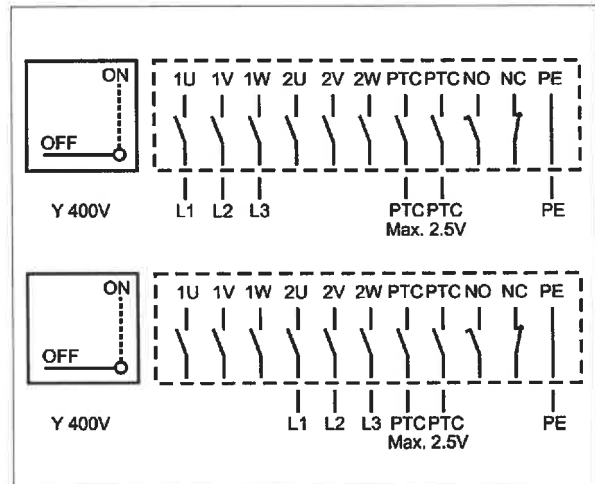 ON 1U 1V 1W 2U 2V 2W PTC PTC NO NC PE
OFF
Y 400V L1 L2 L3 PTC PTC PE
Max. 2.5V
ON 1U 1V 1W 2U 2V 2W PTC PTC NO NC PE
OFF
Y 400V L1 L2 L3 PTC PTC PE
Max. 2.5V